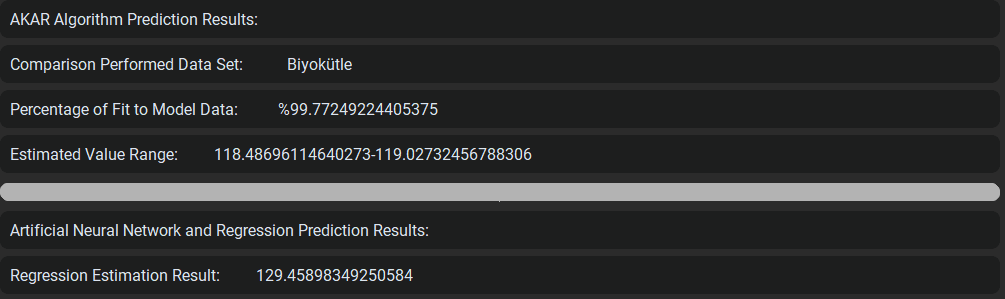 AKAR Algorithm Prediction Results:
Comparison Performed Data Set: Biyokütle
Percentage of Fit to Model Data: %99.77249224405375
Estimated Value Range: 118.48696114640273-119.02732456788306
Artificial Neural Network and Regression Prediction Results:
Regression Estimation Result: 129.45898349250584